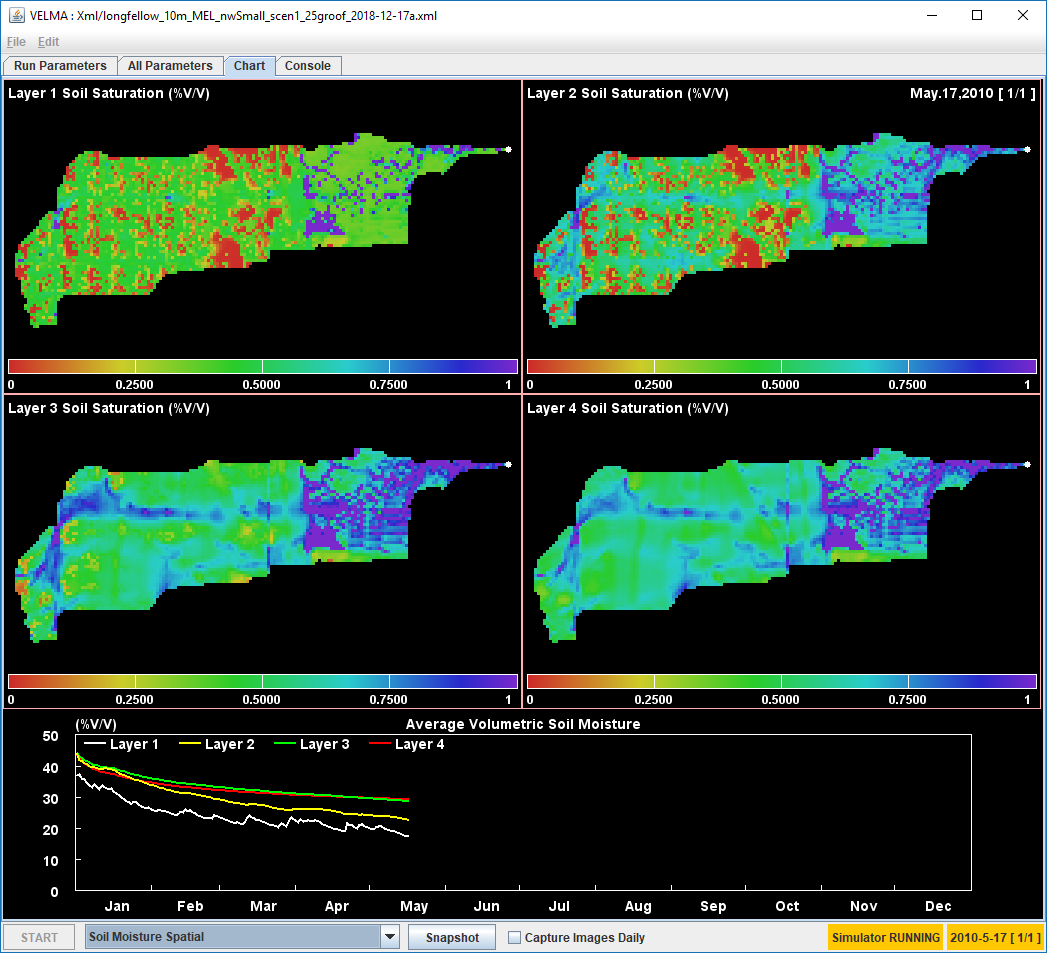 VELMA : Xml/longfellow_10m_MEL_nwSmall_scen1_25groof_2018-12-17a.xml
File Edit
Run Parameters All Parameters Chart Console
Layer 1 Soil Saturation (%V/V)
0 0.2500 0.5000 0.7500 1
Layer 2 Soil Saturation (%V/V) May.17,2010 [ 1/1 ]
0 0.2500 0.5000 0.7500 1
Layer 3 Soil Saturation (%V/V)
0 0.2500 0.5000 0.7500 1
Layer 4 Soil Saturation (%V/V)
0 0.2500 0.5000 0.7500 1
(%V/V) Average Volumetric Soil Moisture
Layer 1 Layer 2 Layer 3 Layer 4
50
40
30
20
10
0
Jan Feb Mar Apr May Jun Jul Aug Sep Oct Nov Dec
START Soil Moisture Spatial Snapshot Capture Images Daily Simulator RUNNING 2010-5-17 [ 1/1 ]